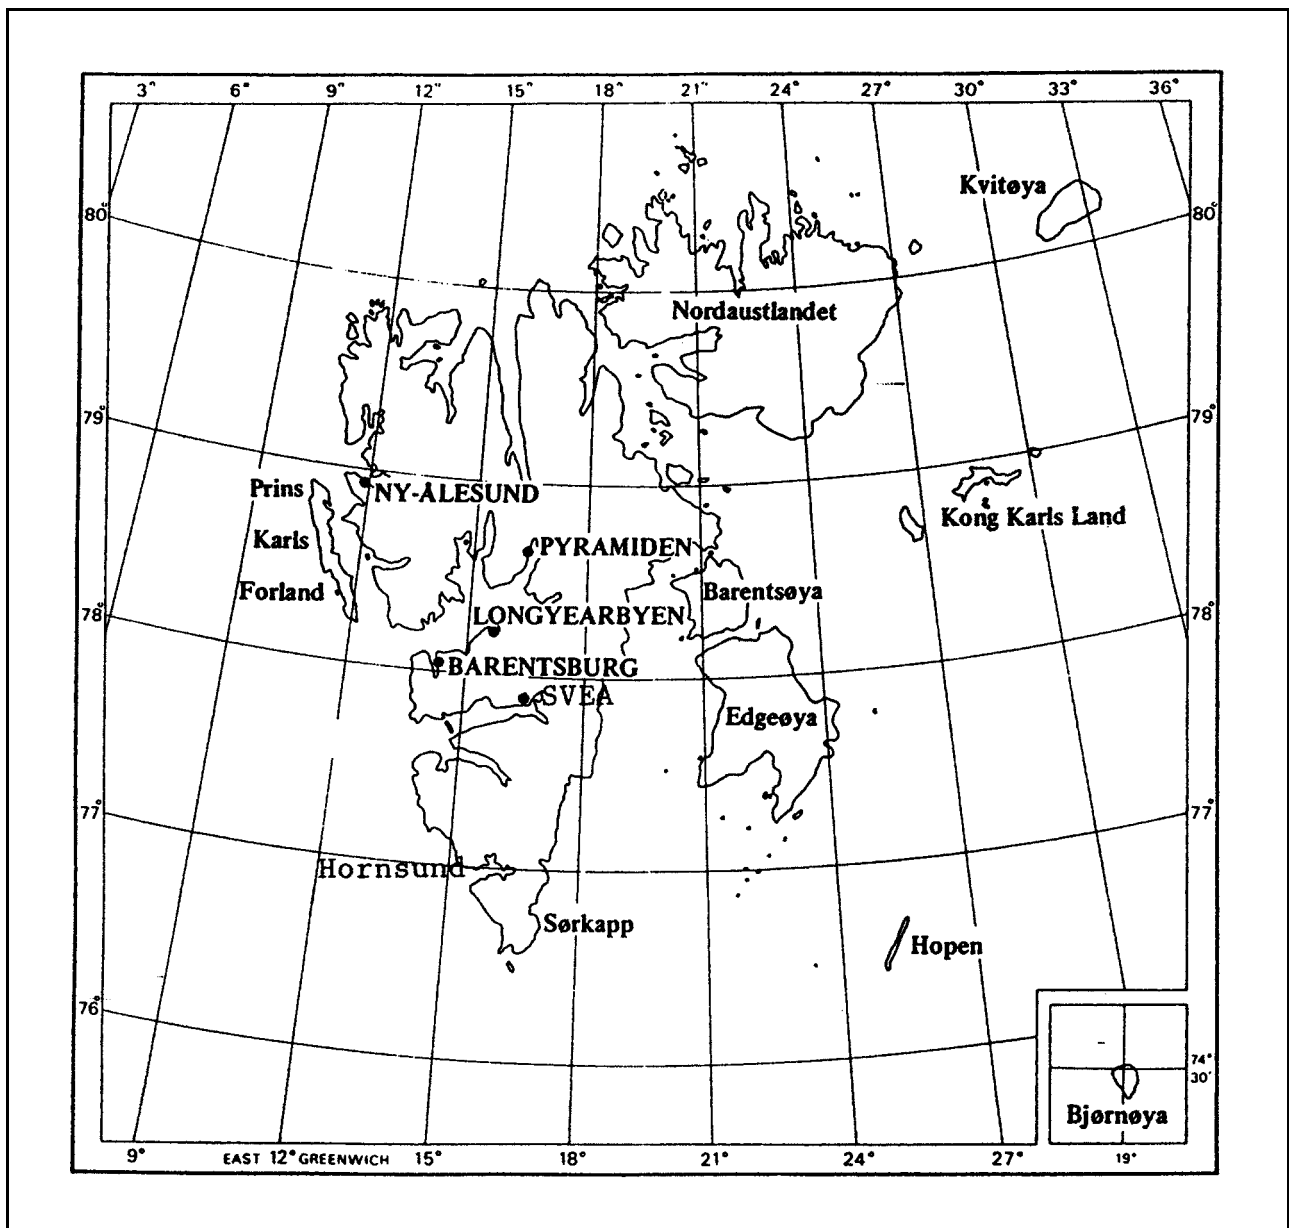 3° 6° 9° 12° 15° 18° 21° 24° 27° 30° 33° 36°
Kvitøya
80° 80°
Nordaustlandet
79° 79°
Prins NY-ÅLESUND
Kong Karls Land
Karls PYRAMIDEN
Forland Barentsøya
78° LONGYEARBYEN 78°
BARENTSBURG
SVEA
Edgeøya
77° 77°
Hornsund
Sørkapp
Hopen
76°
74°
30′
Bjørnøya
9° EAST 12° GREENWICH 15° 18° 21° 24° 27° 19°